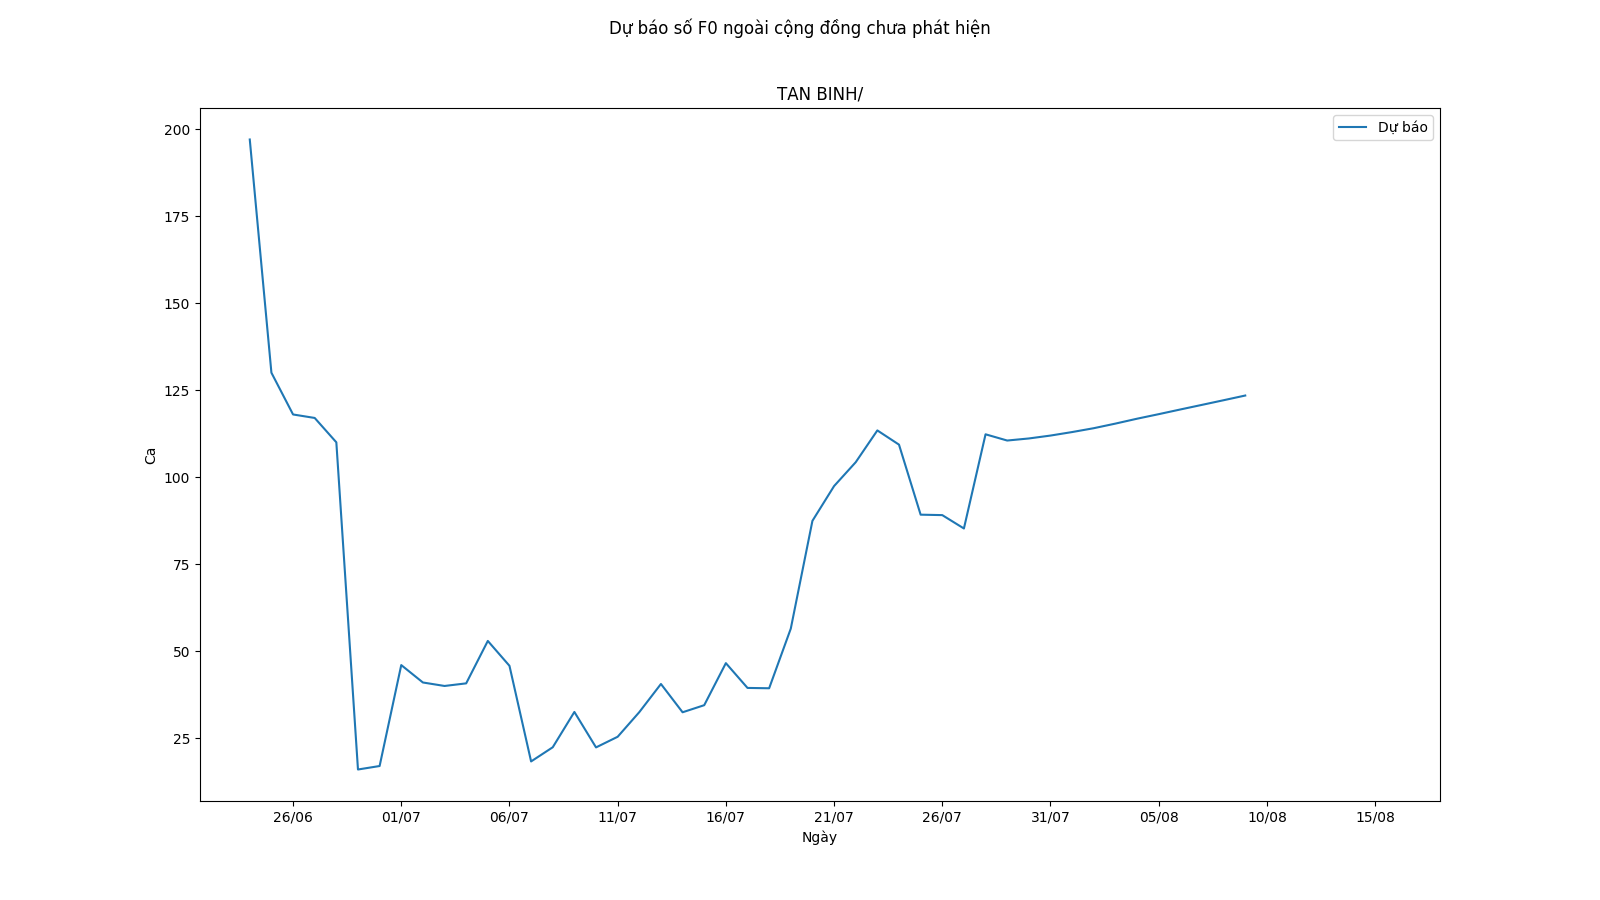 Dự báo số F0 ngoài cộng đồng chưa phát hiện
TAN BINH/
Dự báo
200
175
150
125
100
75
50
25
Ca
26/06 01/07 06/07 11/07 16/07 21/07 26/07 31/07 05/08 10/08 15/08
Ngày